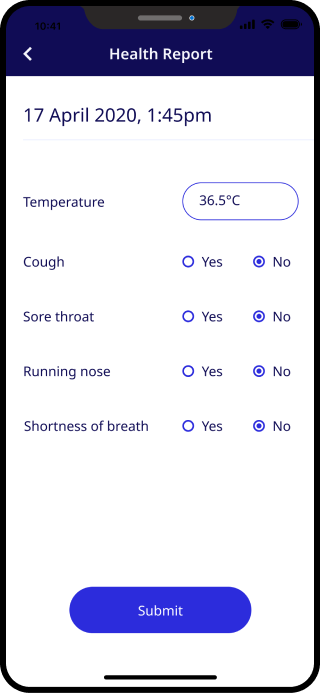 10:41
Health Report
17 April 2020, 1:45pm
Temperature 36.5°C
Cough Yes No
Sore throat Yes No
Running nose Yes No
Shortness of breath Yes No
Submit